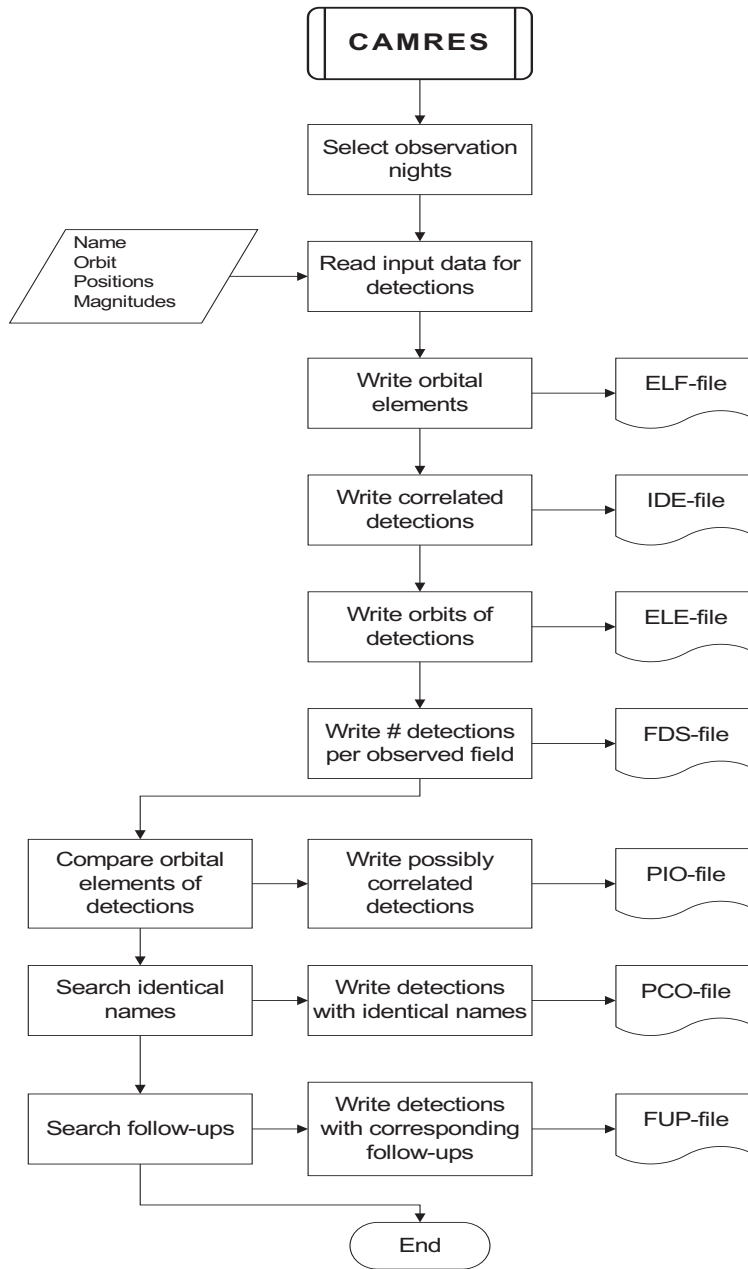 CAMRES
Select observation
nights
Name
Orbit
Positions
Magnitudes
Read input data for
detections
Write orbital
elements
ELF-file
Write correlated
detections
IDE-file
Write orbits of
detections
ELE-file
Write # detections
per observed field
FDS-file
Compare orbital
elements of
detections
Write possibly
correlated
detections
PIO-file
Search identical
names
Write detections
with identical names
PCO-file
Search follow-ups
Write detections
with corresponding
follow-ups
FUP-file
End